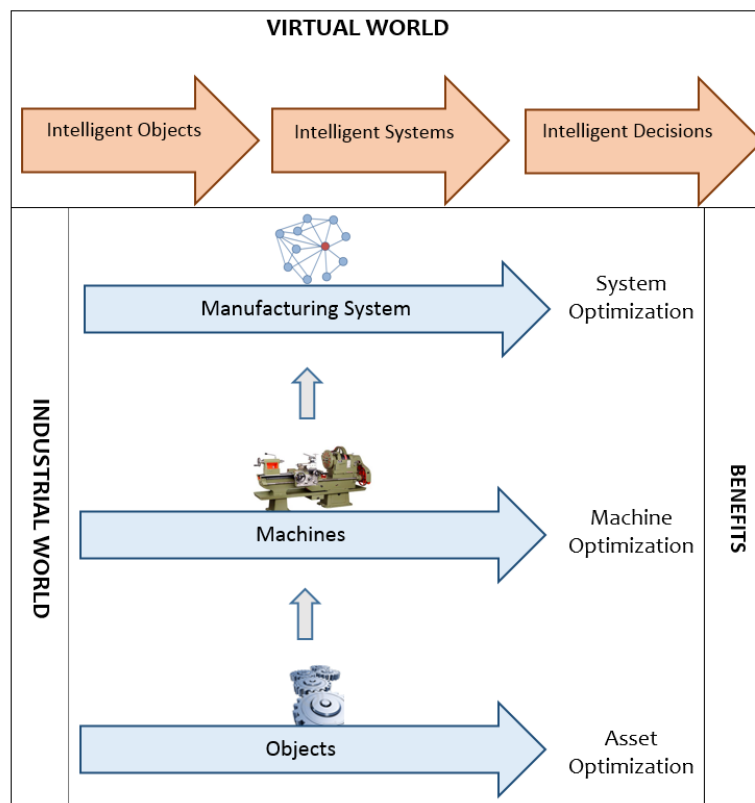 VIRTUAL WORLD
Intelligent Objects
Intelligent Systems
Intelligent Decisions
INDUSTRIAL WORLD
Manufacturing System
System
Optimization
Machines
Machine
Optimization
Objects
Asset
Optimization
BENEFITS